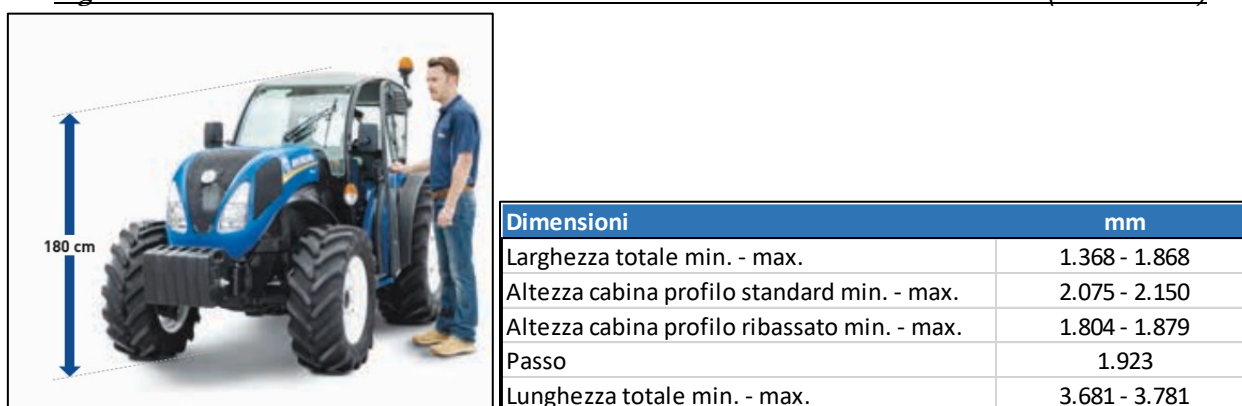 180 cm
Dimensioni mm
Larghezza totale min. - max. 1.368 - 1.868
Altezza cabina profilo standard min. - max. 2.075 - 2.150
Altezza cabina profilo ribassato min. - max. 1.804 - 1.879
Passo 1.923
Lunghezza totale min. - max. 3.681 - 3.781